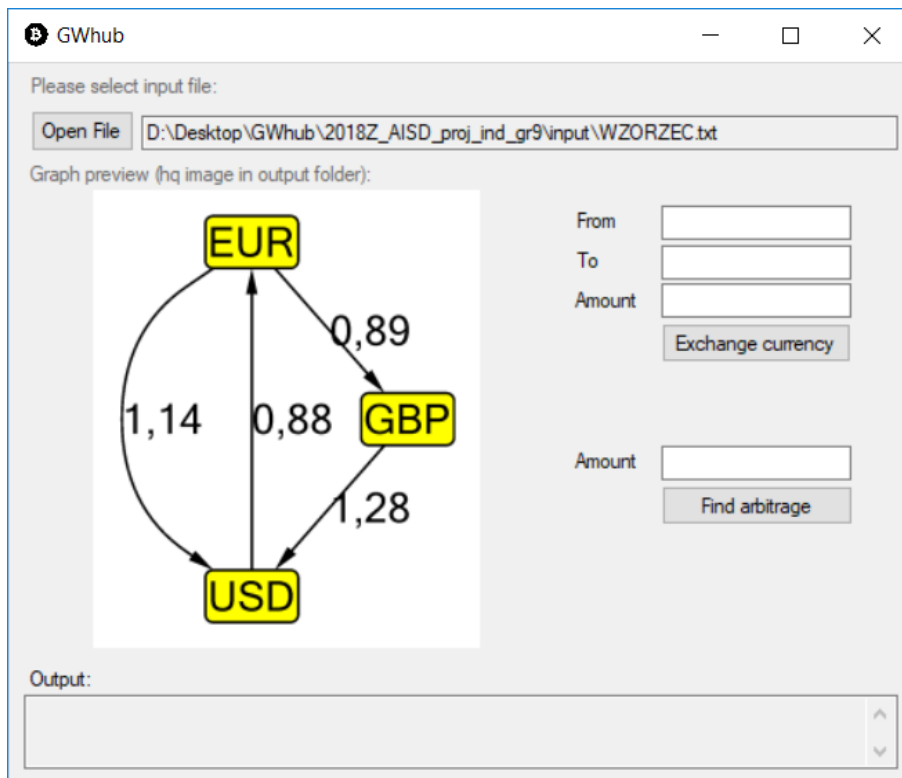 GWhub
Please select input file:
Open File D:\Desktop\GWhub\2018Z_AISD_proj_ind_gr9\input\WZORZEC.txt
Graph preview (hq image in output folder):
From
EUR
To
Amount
0,89
Exchange currency
1,14 0,88 GBP
Amount
1,28
Find arbitrage
USD
Output: